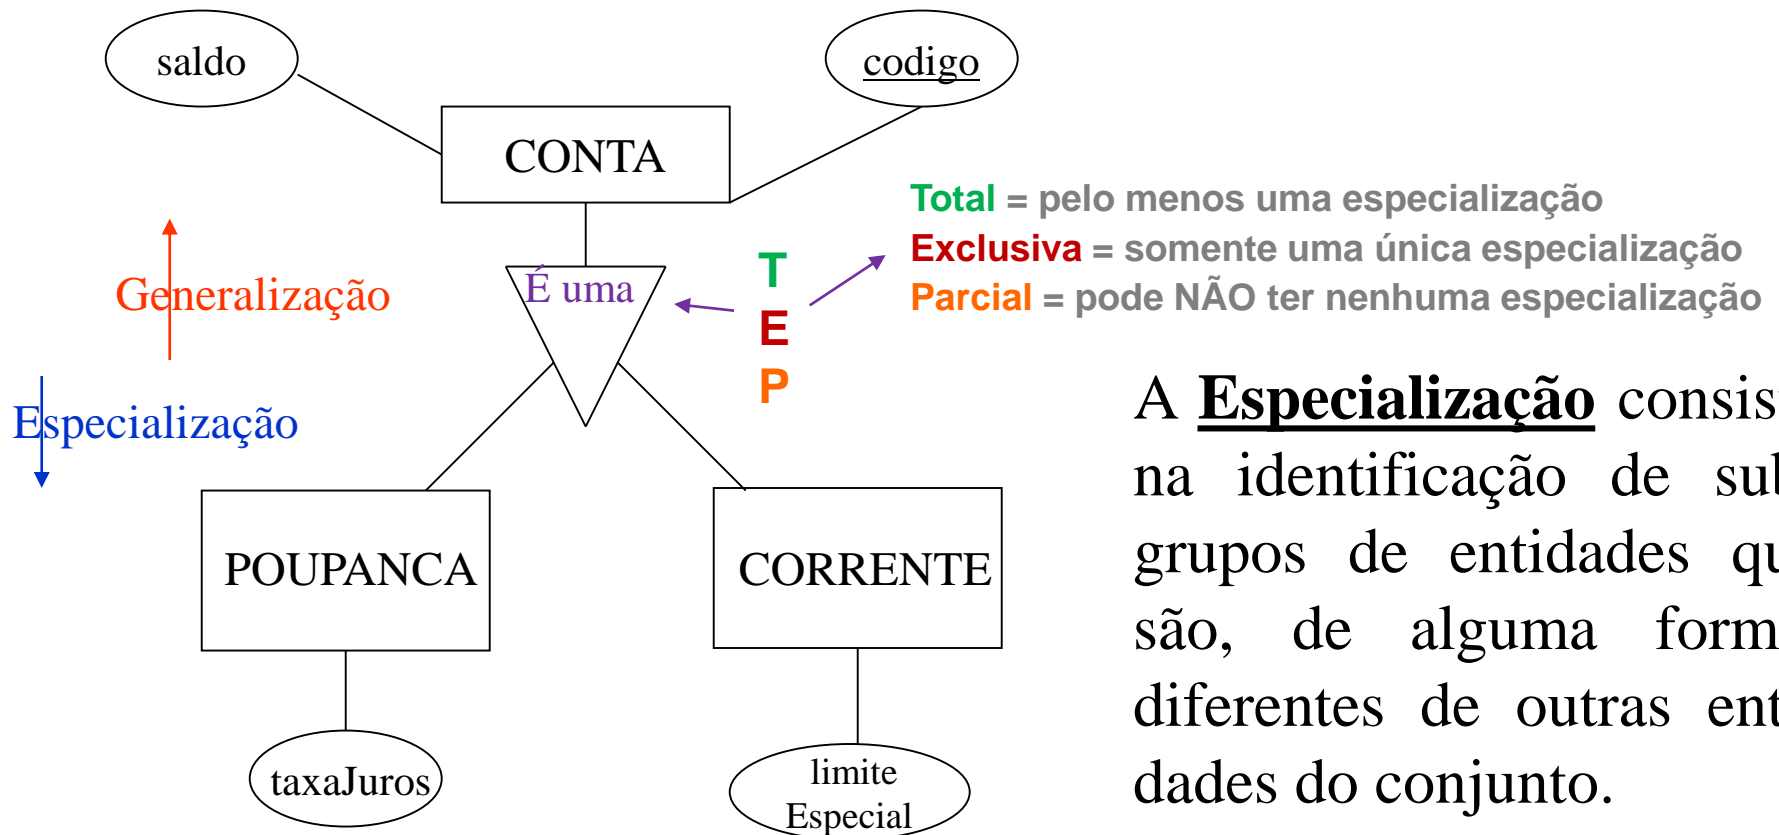 saldo
codigo
CONTA
Total = pelo menos uma especialização
Exclusiva = somente uma única especialização
Parcial = pode NÃO ter nenhuma especialização
T
E
P
É uma
Generalização
Especialização
A Especialização consis
na identificação de su
grupos de entidades q
são, de alguma form
diferentes de outras ent
dades do conjunto.
POUPANCA
CORRENTE
taxaJuros
limite
Especial